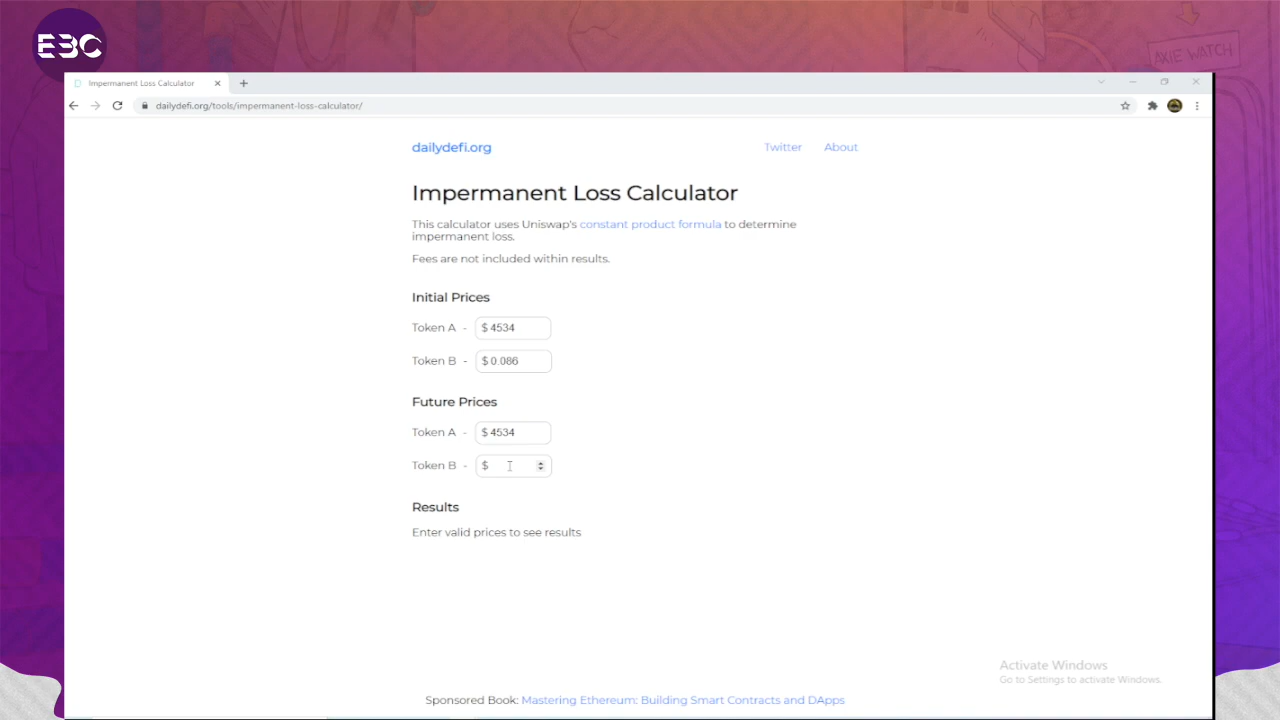 E3C
AXIE WATCH
Impermanent Loss Calculator
dailydefi.org/tools/impermanent-loss-calculator/
dailydefi.org
Twitter
About
Impermanent Loss Calculator
This calculator uses Uniswap's constant product formula to determine
impermanent loss.
Fees are not included within results.
Initial Prices
Token A - $ 4534
Token B - $ 0.086
Future Prices
Token A - $ 4534
Token B - $
Results
Enter valid prices to see results
Activate Windows
Go to Settings to activate Windows.
Sponsored Book: Mastering Ethereum: Building Smart Contracts and DApps